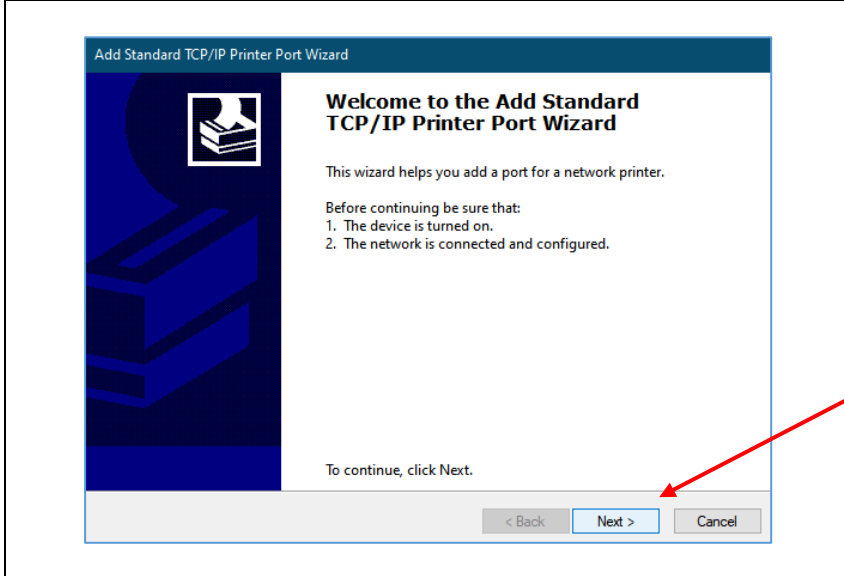 Add Standard TCP/IP Printer Port Wizard
Welcome to the Add Standard
TCP/IP Printer Port Wizard
This wizard helps you add a port for a network printer.
Before continuing be sure that:
1. The device is turned on.
2. The network is connected and configured.
To continue, click Next.
< Back Next > Cancel